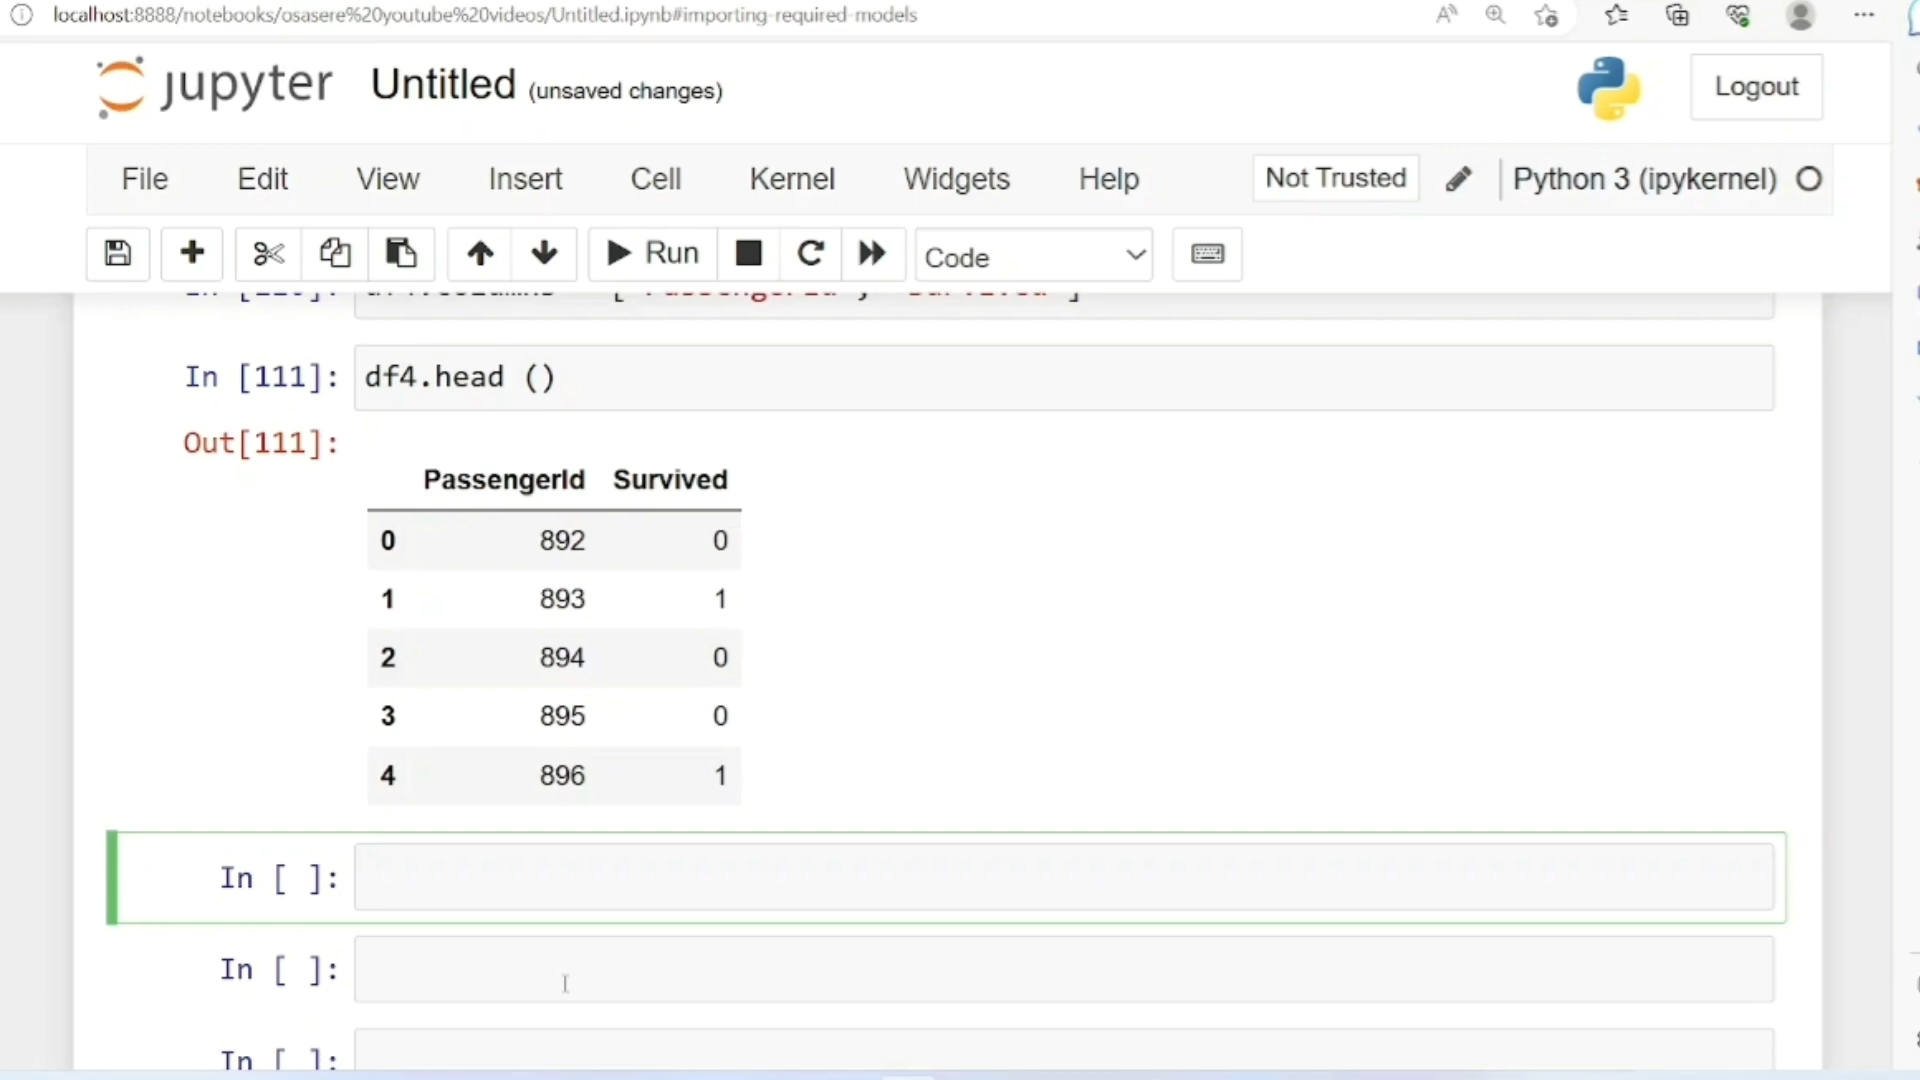 localhost:8888/notebooks/osasere%20youtube%20videos/Untitled.ipynb#importing-required-models
jupyter Untitled (unsaved changes)
Logout
File Edit View Insert Cell Kernel Widgets Help Not Trusted Python 3 (ipykernel)
Run Code
In [111]: df4.head ()
Out[111]:
PassengerId Survived
0 892 0
1 893 1
2 894 0
3 895 0
4 896 1
In [ ]:
In [ ]:
In [ ]: